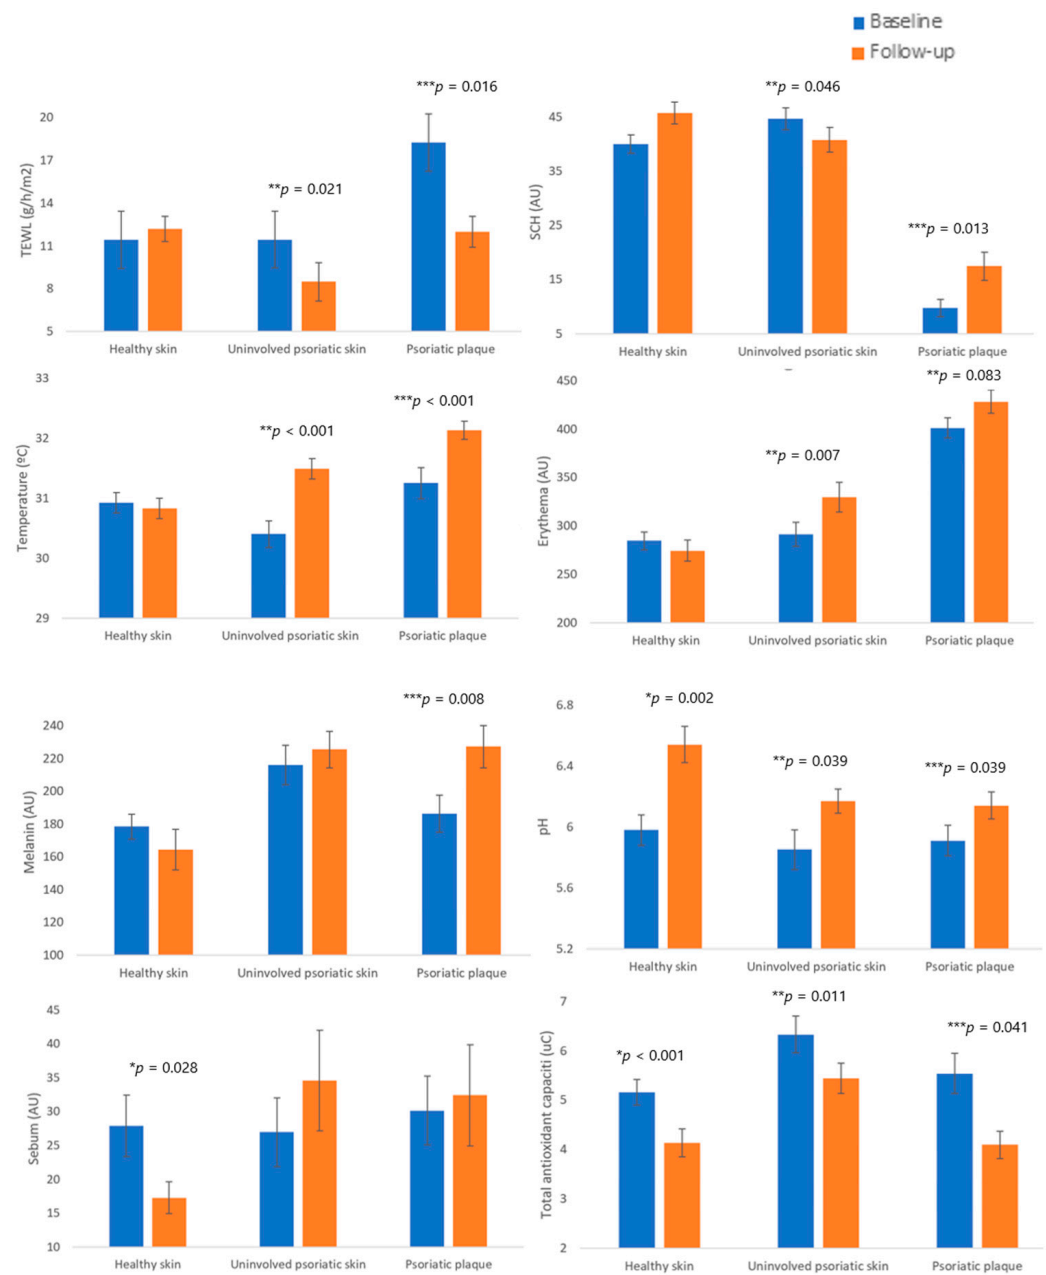 Baseline
Follow-up
***p = 0.016
**p = 0.021
TEWL (g/h/m2)
20
17
14
11
8
5
Healthy skin
Uninvolved psoriatic skin
Psoriatic plaque
**p = 0.046
***p = 0.013
SCH (AU)
45
35
25
15
5
Healthy skin
Uninvolved psoriatic skin
Psoriatic plaque
***p < 0.001
**p < 0.001
Temperature (ºC)
33
32
31
30
29
Healthy skin
Uninvolved psoriatic skin
Psoriatic plaque
**p = 0.083
**p = 0.007
Erythema (AU)
450
400
350
300
250
200
Healthy skin
Uninvolved psoriatic skin
Psoriatic plaque
***p = 0.008
Melanin (AU)
240
220
200
180
160
140
120
100
Healthy skin
Uninvolved psoriatic skin
Psoriatic plaque
*p = 0.002
**p = 0.039
***p = 0.039
pH
6.8
6.4
6
5.6
5.2
Healthy skin
Uninvolved psoriatic skin
Psoriatic plaque
*p = 0.028
Sebum (AU)
45
40
35
30
25
20
15
10
Healthy skin
Uninvolved psoriatic skin
Psoriatic plaque
**p = 0.011
***p = 0.041
*p < 0.001
Total antioxidant capaciti (uC)
7
6
5
4
3
2
Healthy skin
Uninvolved psoriatic skin
Psoriatic plaque